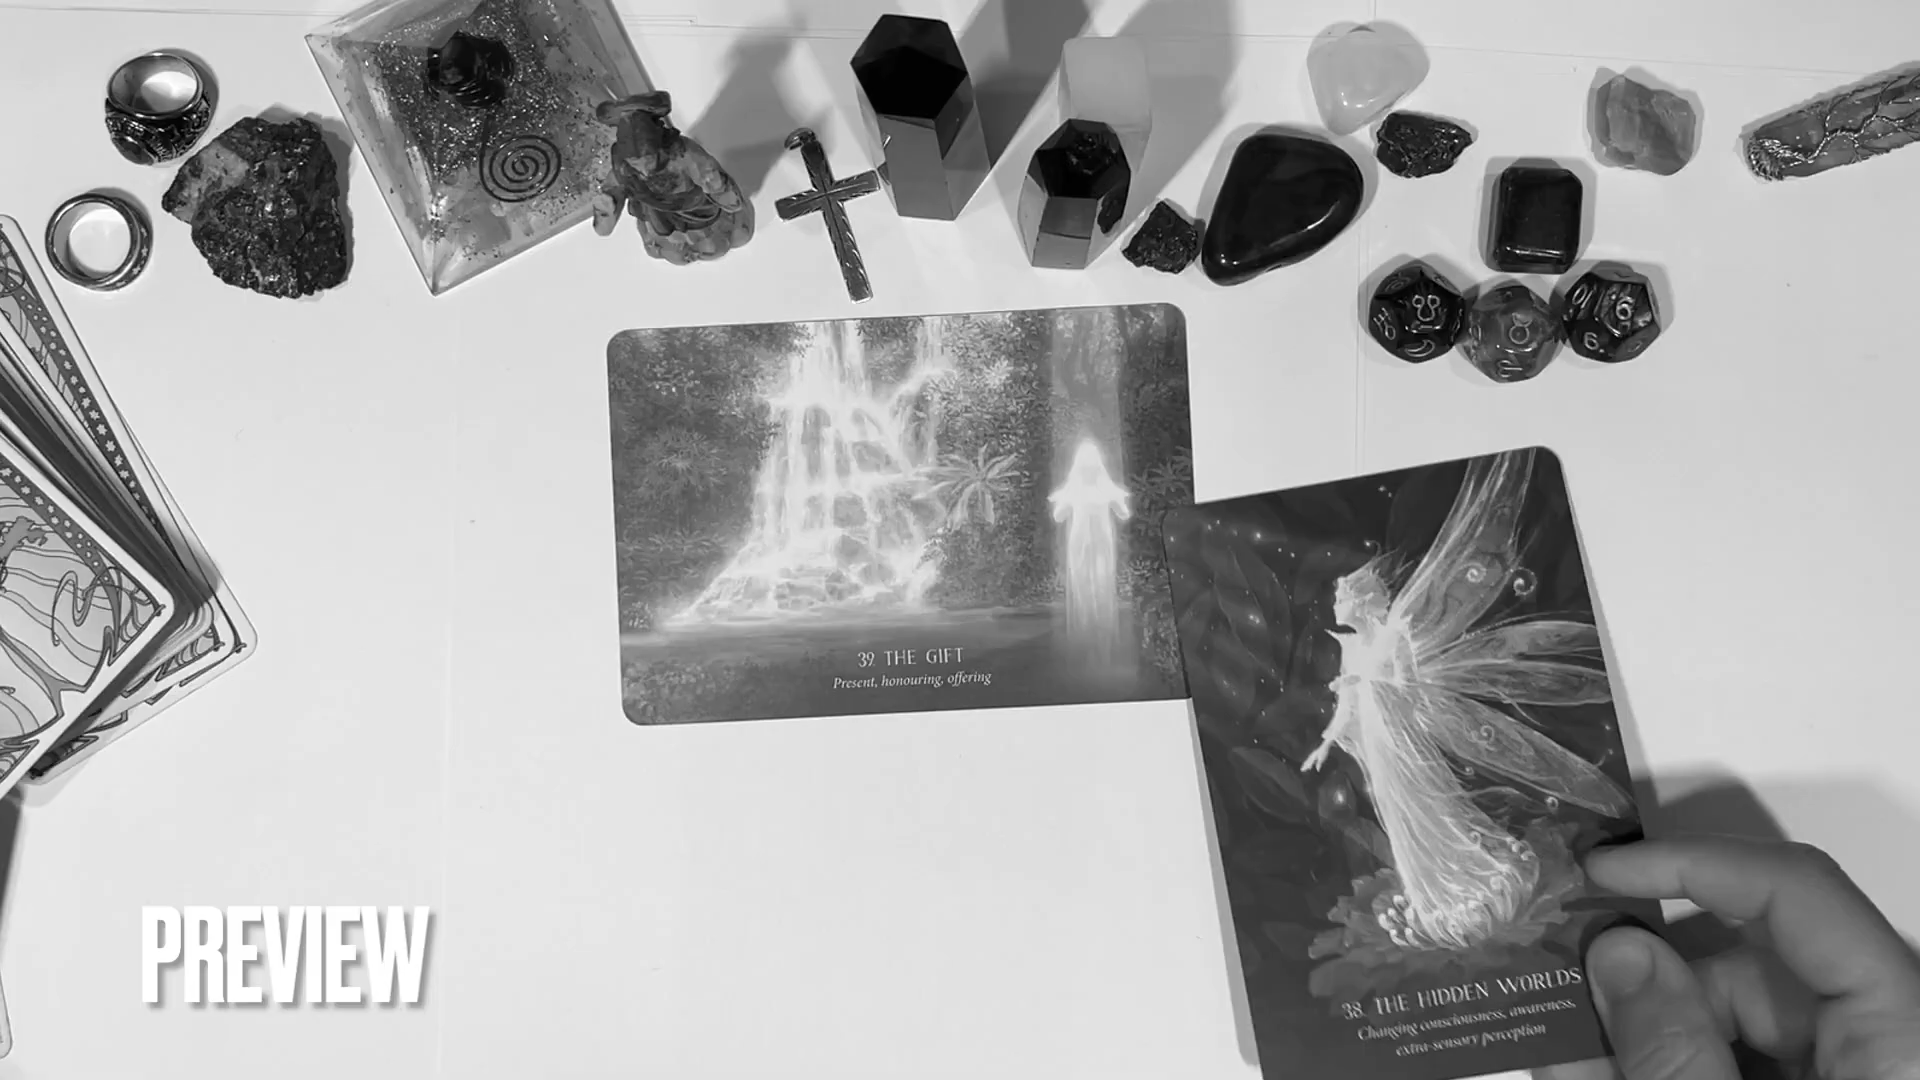 39. THE GIFT
Present, honouring, offering
38. THE HIDDEN WORLDS
Changing consciousness, awareness,
extra-sensory perception
PREVIEW